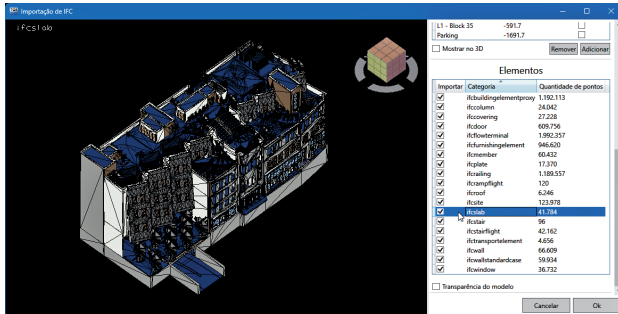 Importação de IFC
ifcslab
L1 - Block 35 -591.7
Parking -1691.7
Mostrar no 3D Remover Adicionar
Elementos
Importar Categoria Quantidade de pontos
ifcbuildingelementproxy 1.192.113
ifccolumn 24.042
ifccovering 27.228
ifcdoor 609.756
ifcflowterminal 1.992.357
ifcfurnishingelement 946.620
ifcmember 60.432
ifcplate 17.370
ifcrailing 1.189.557
ifcrampflight 120
ifcroof 6.246
ifcsite 123.978
ifcslab 41.784
ifcstair 96
ifcstairflight 42.162
ifctransportelement 4.656
ifcwall 66.609
ifcwallstandardcase 59.934
ifcwindow 36.732
Transparência do modelo
Cancelar Ok